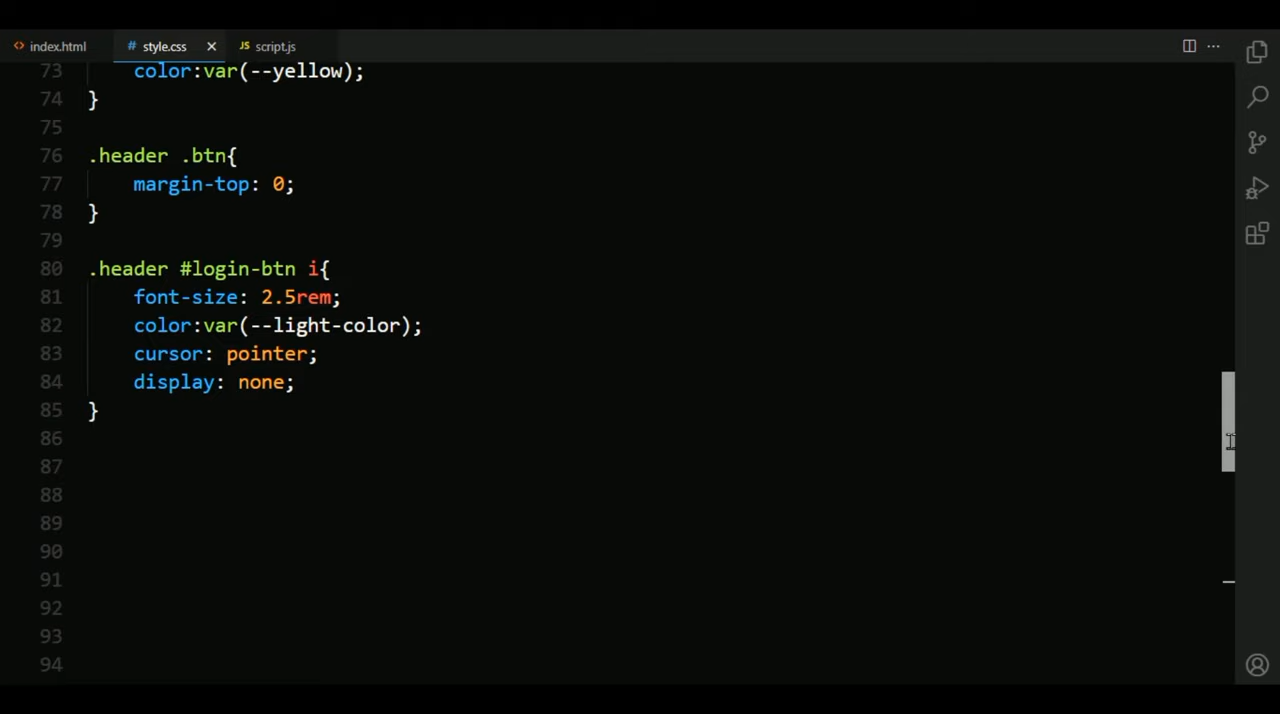 index.html # style.css × JS script.js
73 color:var(--yellow);
74 }
75
76 .header .btn{
77 margin-top: 0;
78 }
79
80 .header #login-btn i{
81 font-size: 2.5rem;
82 color:var(--light-color);
83 cursor: pointer;
84 display: none;
85 }
86
87
88
89
90
91
92
93
94